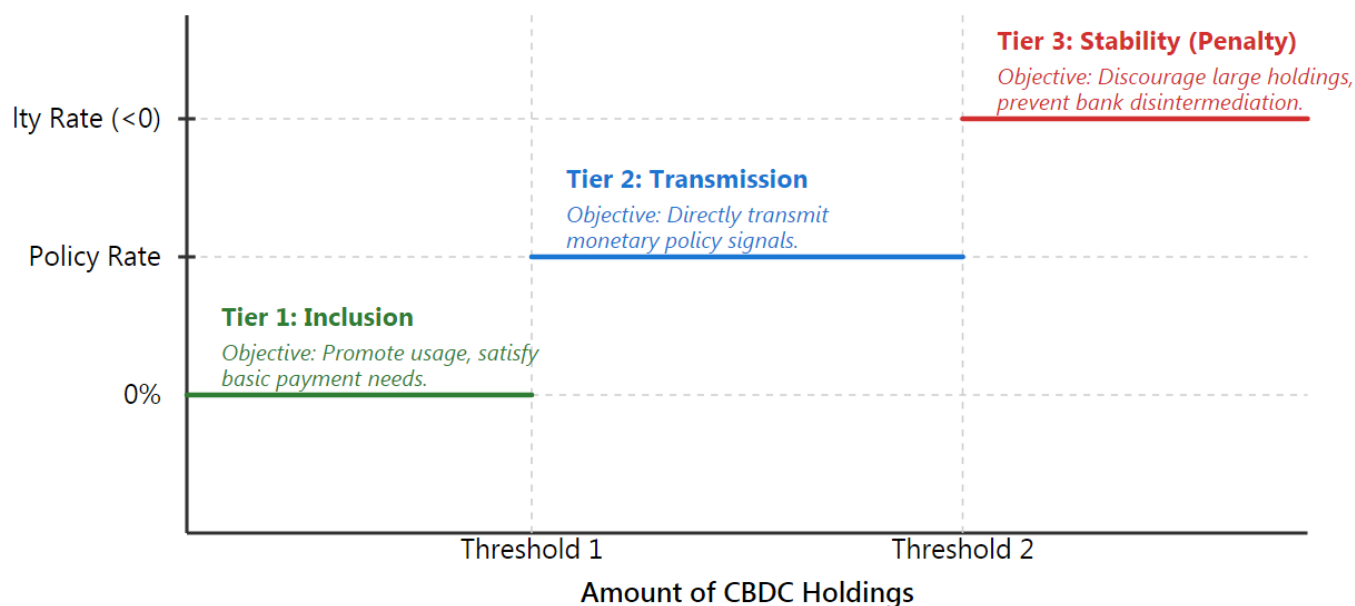 Tier 3: Stability (Penalty)
Objective: Discourage large holdings,
prevent bank disintermediation.
lty Rate (<0)
Tier 2: Transmission
Objective: Directly transmit
monetary policy signals.
Policy Rate
Tier 1: Inclusion
Objective: Promote usage, satisfy
basic payment needs.
0%
Threshold 1
Threshold 2
Amount of CBDC Holdings